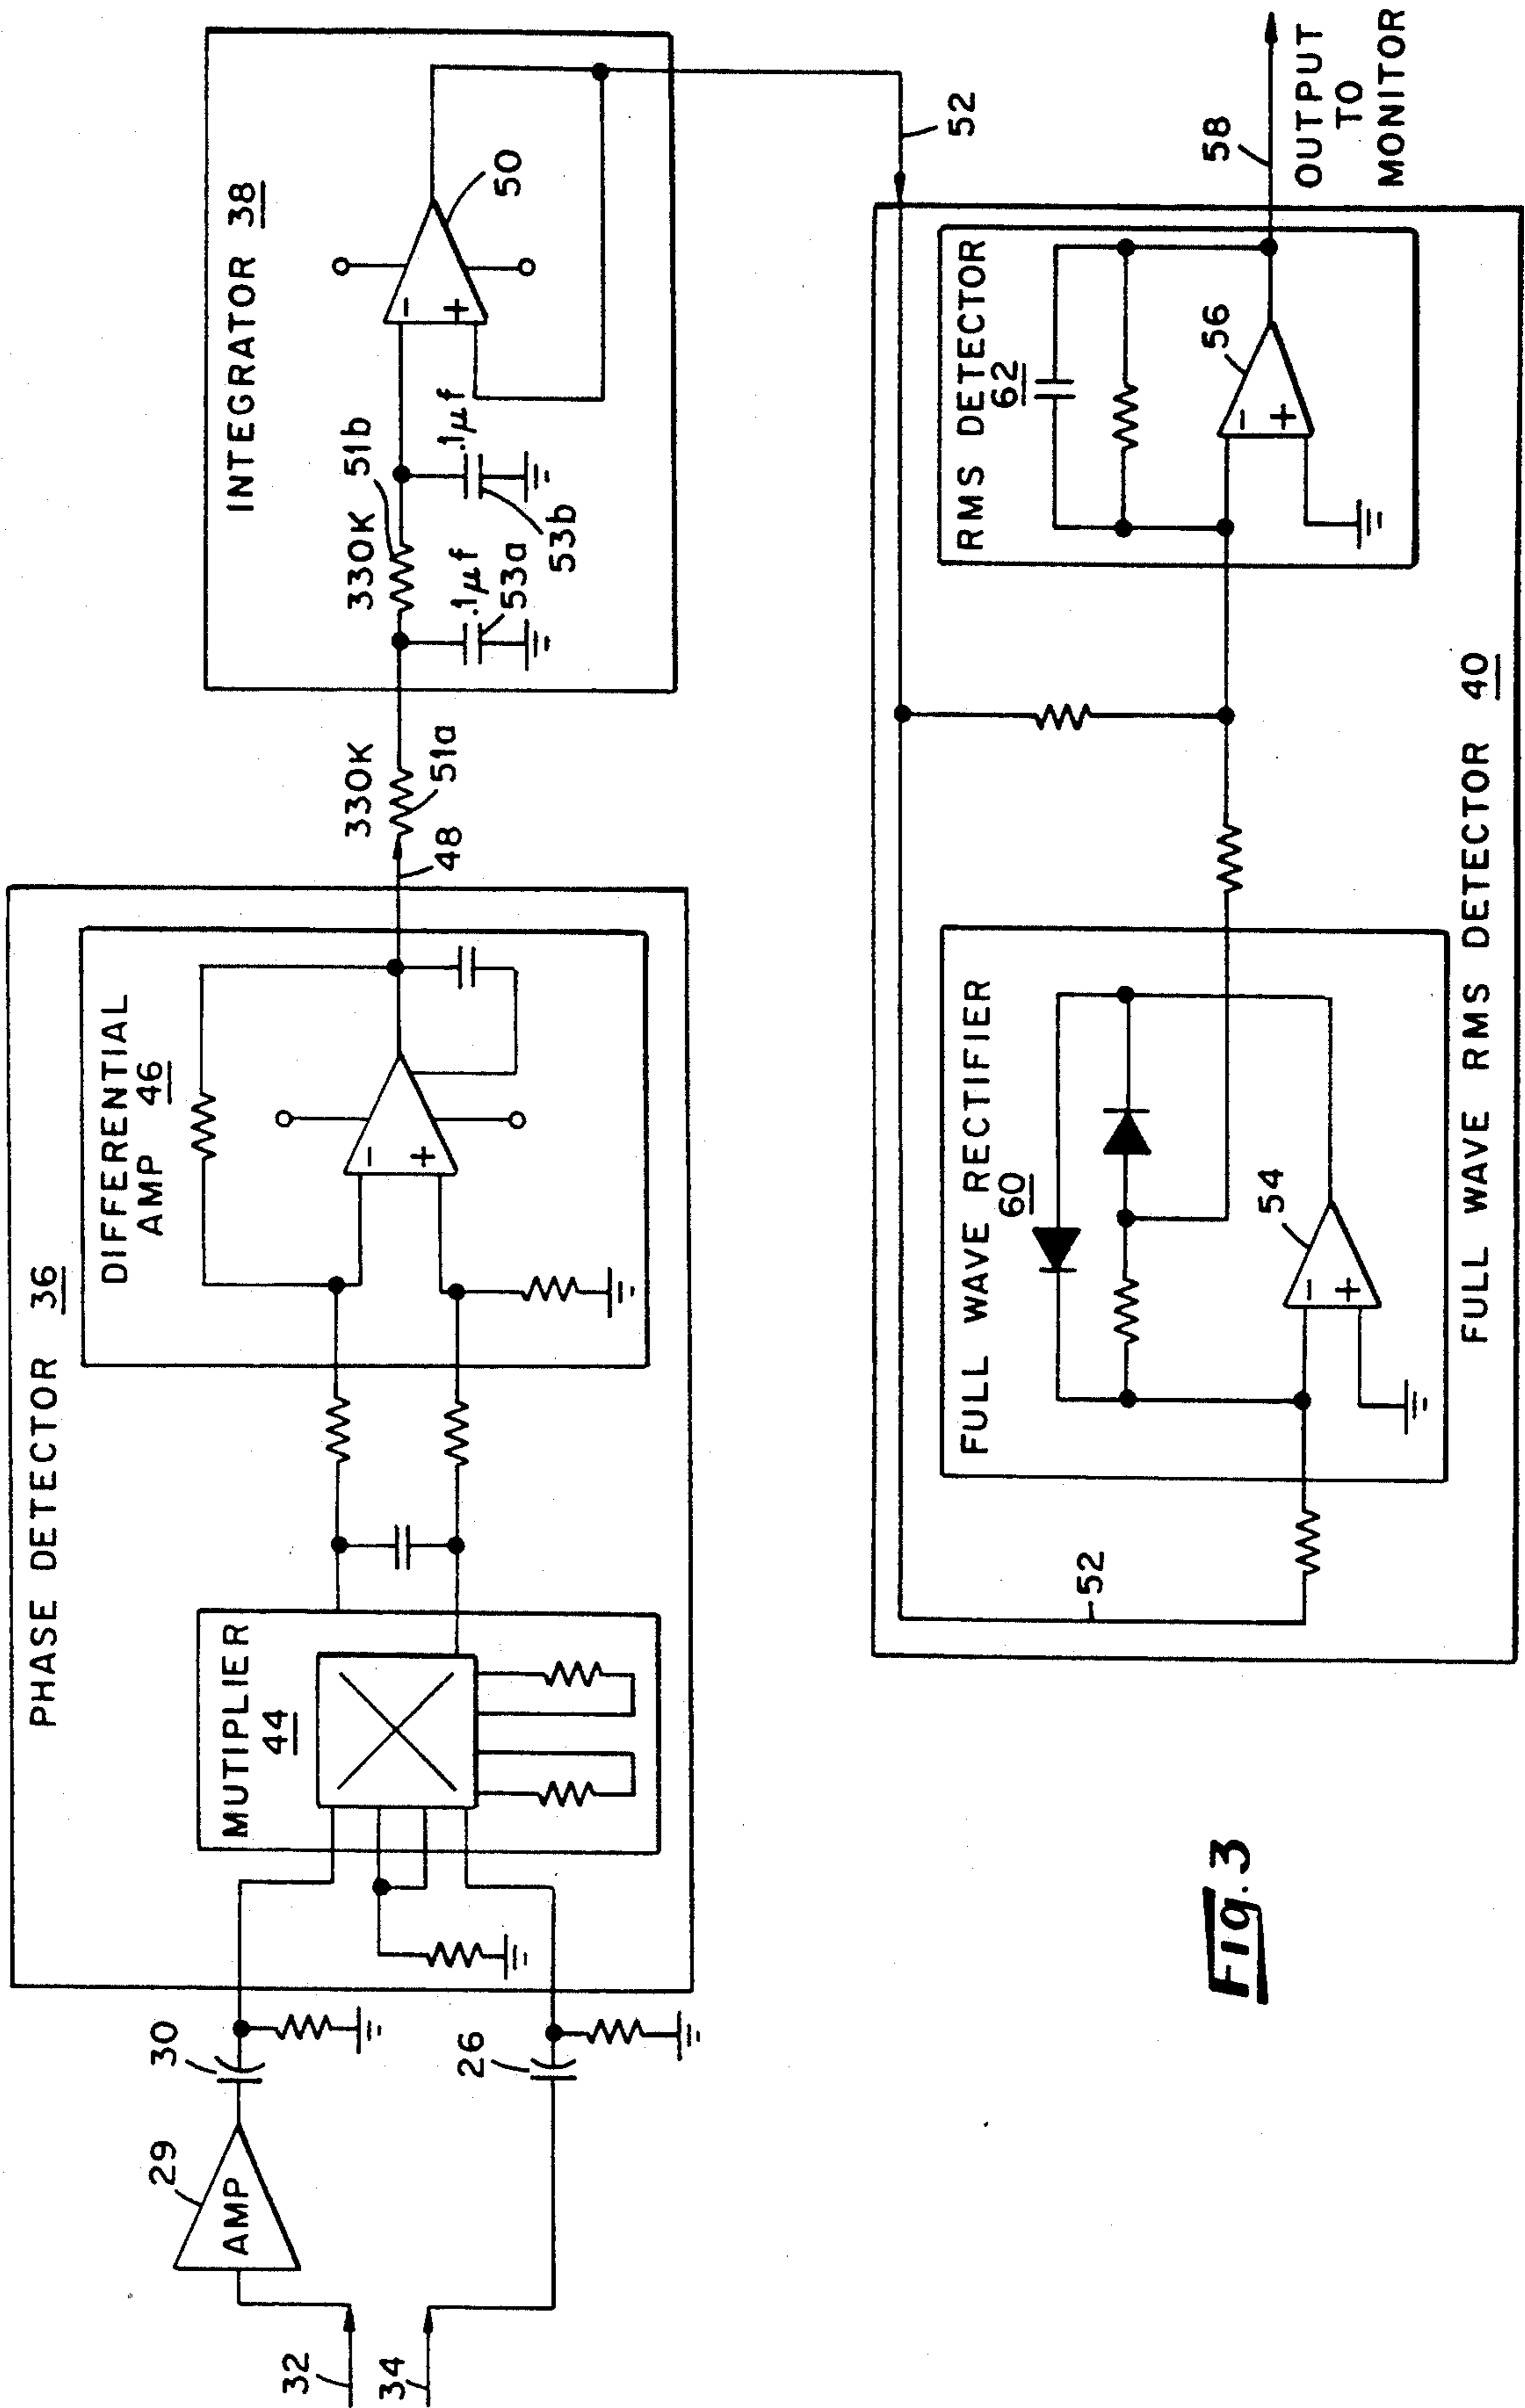 PHASE DETECTOR 36
MUTIPLIER
44
DIFFERENTIAL
AMP 46
-
+
29
AMP
30
26
32
34
48
330K
51a
INTEGRATOR 38
330K
51b
.1μf
53a
.1μf
53b
-
+
50
52
FULL WAVE RECTIFIER
60
-
+
54
52
RMS DETECTOR
62
-
+
56
58
OUTPUT
TO
MONITOR
FULL WAVE RMS DETECTOR 40
Fig. 3